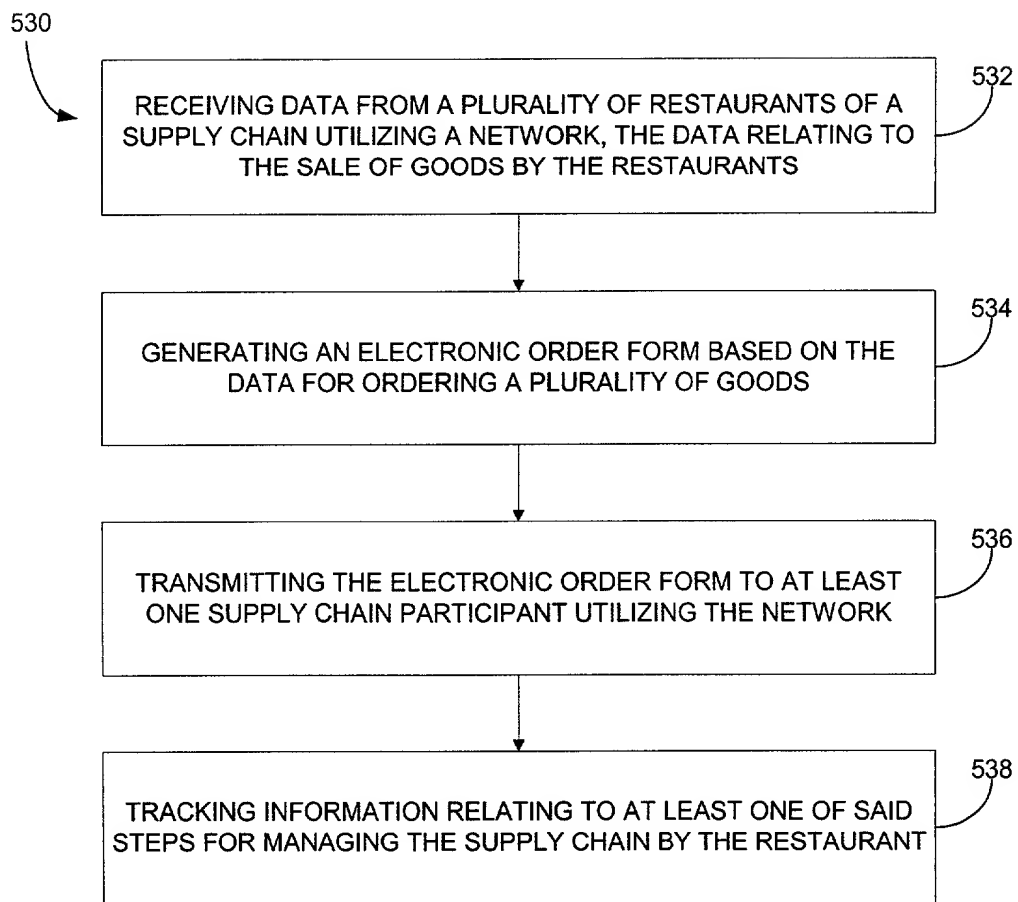 530
532
RECEIVING DATA FROM A PLURALITY OF RESTAURANTS OF A
SUPPLY CHAIN UTILIZING A NETWORK, THE DATA RELATING TO
THE SALE OF GOODS BY THE RESTAURANTS
534
GENERATING AN ELECTRONIC ORDER FORM BASED ON THE
DATA FOR ORDERING A PLURALITY OF GOODS
536
TRANSMITTING THE ELECTRONIC ORDER FORM TO AT LEAST
ONE SUPPLY CHAIN PARTICIPANT UTILIZING THE NETWORK
538
TRACKING INFORMATION RELATING TO AT LEAST ONE OF SAID
STEPS FOR MANAGING THE SUPPLY CHAIN BY THE RESTAURANT